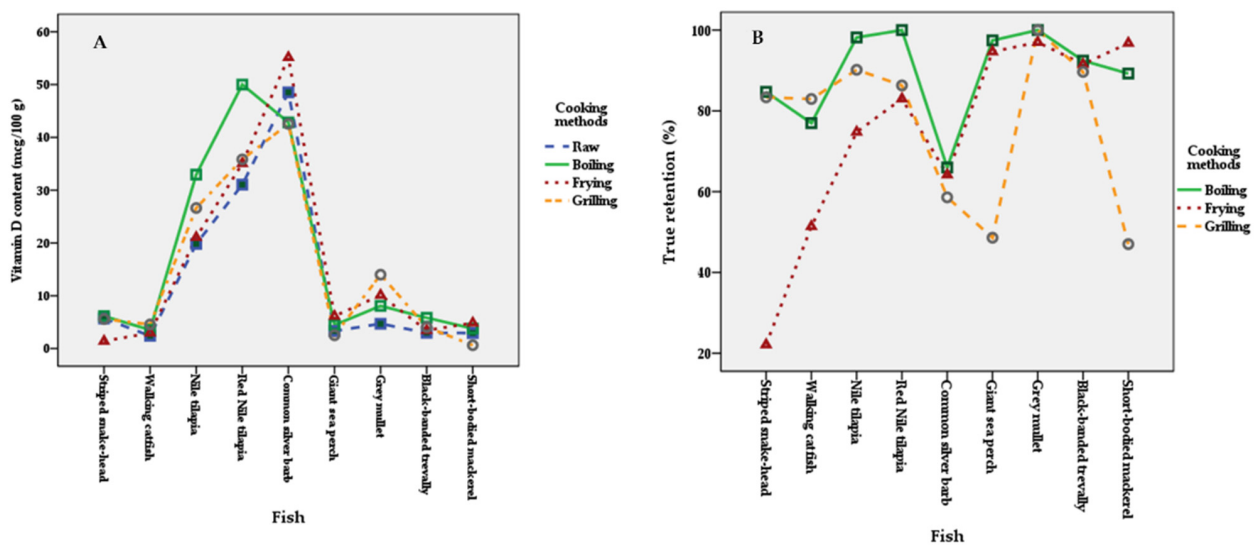 A
Vitamin D content (mcg/100 g)
60
50
40
30
20
10
0
Striped snake-head
Walking catfish
Nile tilapia
Red Nile tilapia
Common silver barb
Giant sea perch
Grey mullet
Black-banded trevally
Short-bodied mackerel
Fish
Cooking
methods
Raw
Boiling
Frying
Grilling
B
True retention (%)
100
80
60
40
20
Striped snake-head
Walking catfish
Nile tilapia
Red Nile tilapia
Common silver barb
Giant sea perch
Grey mullet
Black-banded trevally
Short-bodied mackerel
Fish
Cooking
methods
Boiling
Frying
Grilling